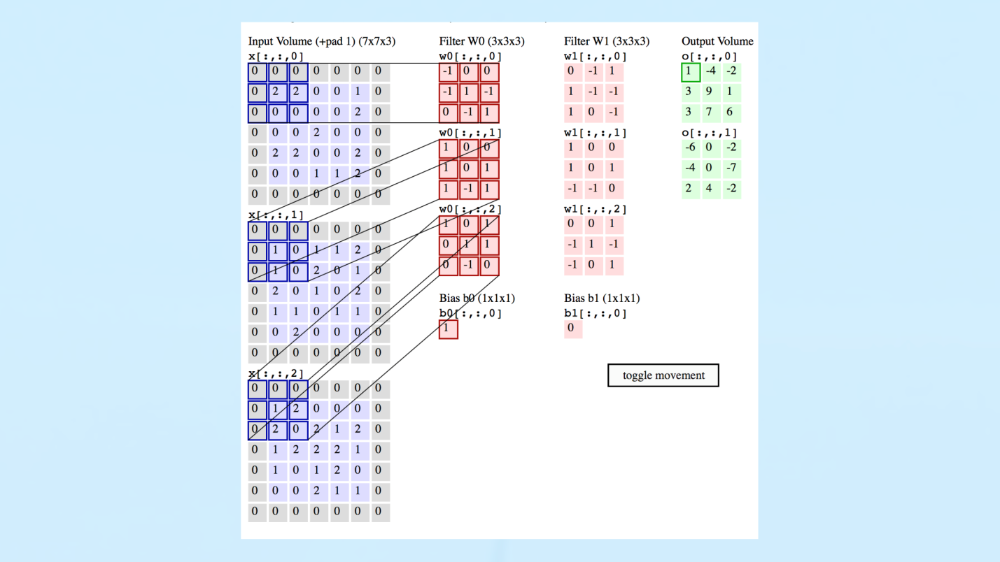 Input Volume (+pad 1) (7x7x3)
x[:,:,0]
0 0 0 0 0 0 0
0 2 2 0 0 1 0
0 0 0 0 0 2 0
0 0 0 2 0 0 0
0 2 2 0 0 2 0
0 0 0 1 1 2 0
0 0 0 0 0 0 0
x[:,:,1]
0 0 0 0 0 0 0
0 1 0 1 1 2 0
0 1 0 2 0 1 0
0 2 0 1 0 2 0
0 1 1 0 1 1 0
0 0 2 0 0 0 0
0 0 0 0 0 0 0
x[:,:,2]
0 0 0 0 0 0 0
0 1 2 0 0 0 0
0 2 0 2 1 2 0
0 1 2 2 2 1 0
0 1 0 1 2 0 0
0 0 0 2 1 1 0
0 0 0 0 0 0 0
Filter W0 (3x3x3)
w0[:,:,0]
-1 0 0
-1 1 -1
0 -1 1
w0[:,:,1]
1 0 0
1 0 1
1 -1 1
w0[:,:,2]
1 0 1
0 1 1
0 -1 0
Bias b0 (1x1x1)
b0[:,:,0]
1
Filter W1 (3x3x3)
w1[:,:,0]
0 -1 1
1 -1 -1
1 0 -1
w1[:,:,1]
1 0 0
1 0 1
-1 -1 0
w1[:,:,2]
0 0 1
-1 1 -1
-1 0 1
Bias b1 (1x1x1)
b1[:,:,0]
0
Output Volume
o[:,:,0]
1 -4 -2
3 9 1
3 7 6
o[:,:,1]
-6 0 -2
-4 0 -7
2 4 -2
toggle movement